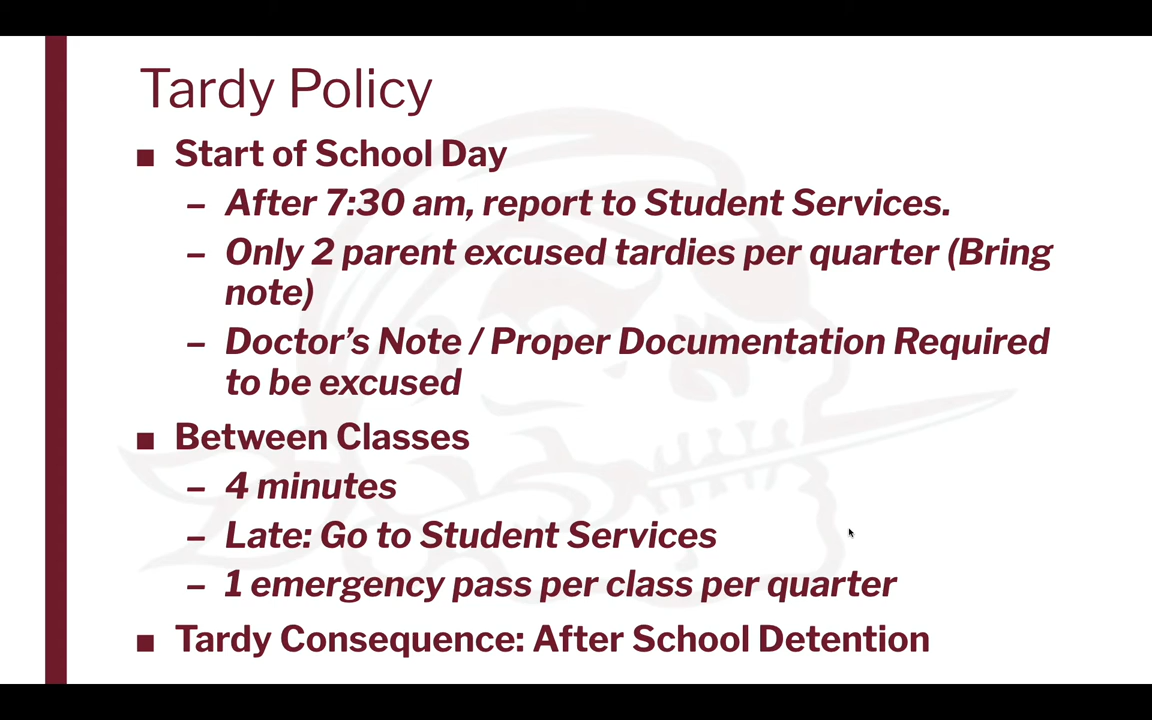 Tardy Policy
■ Start of School Day
– After 7:30 am, report to Student Services.
– Only 2 parent excused tardies per quarter (Bring
note)
– Doctor’s Note / Proper Documentation Required
to be excused
■ Between Classes
– 4 minutes
– Late: Go to Student Services
– 1 emergency pass per class per quarter
■ Tardy Consequence: After School Detention